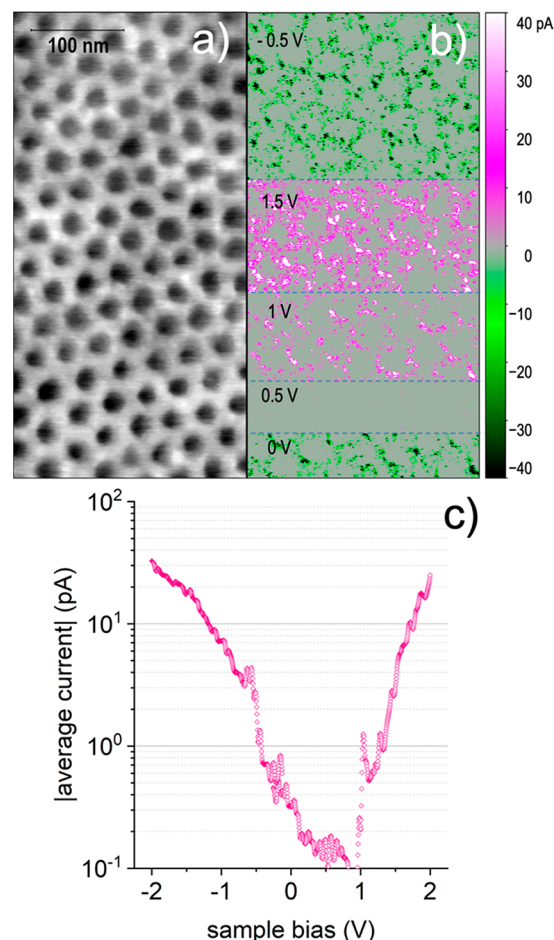 100 nm
a)
b)
- 0.5 V
1.5 V
1 V
0.5 V
0 V
40 pA
30
20
10
0
−10
−20
−30
−40
c)
10²
10¹
10⁰
10⁻¹
|average current| (pA)
-2 -1 0 1 2
sample bias (V)